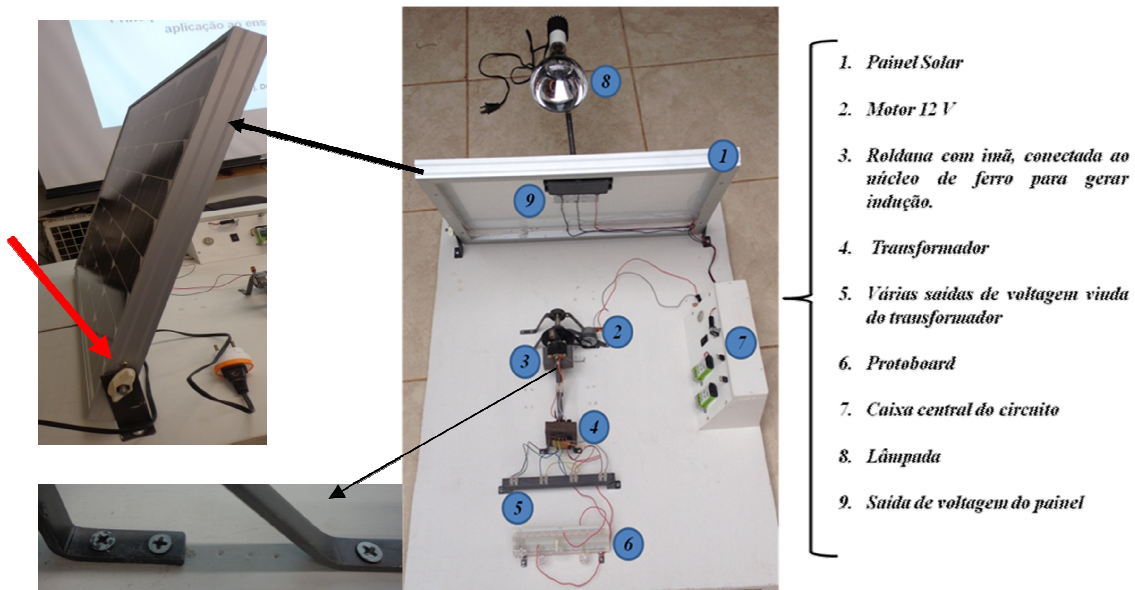 aplicação ao ens
8
1
9
2
3
7
4
5
6
1. Painel Solar
2. Motor 12 V
3. Roldana com imã, conectada ao
núcleo de ferro para gerar
indução.
4. Transformador
5. Várias saídas de voltagem vinda
do transformador
6. Protoboard
7. Caixa central do circuito
8. Lâmpada
9. Saída de voltagem do painel